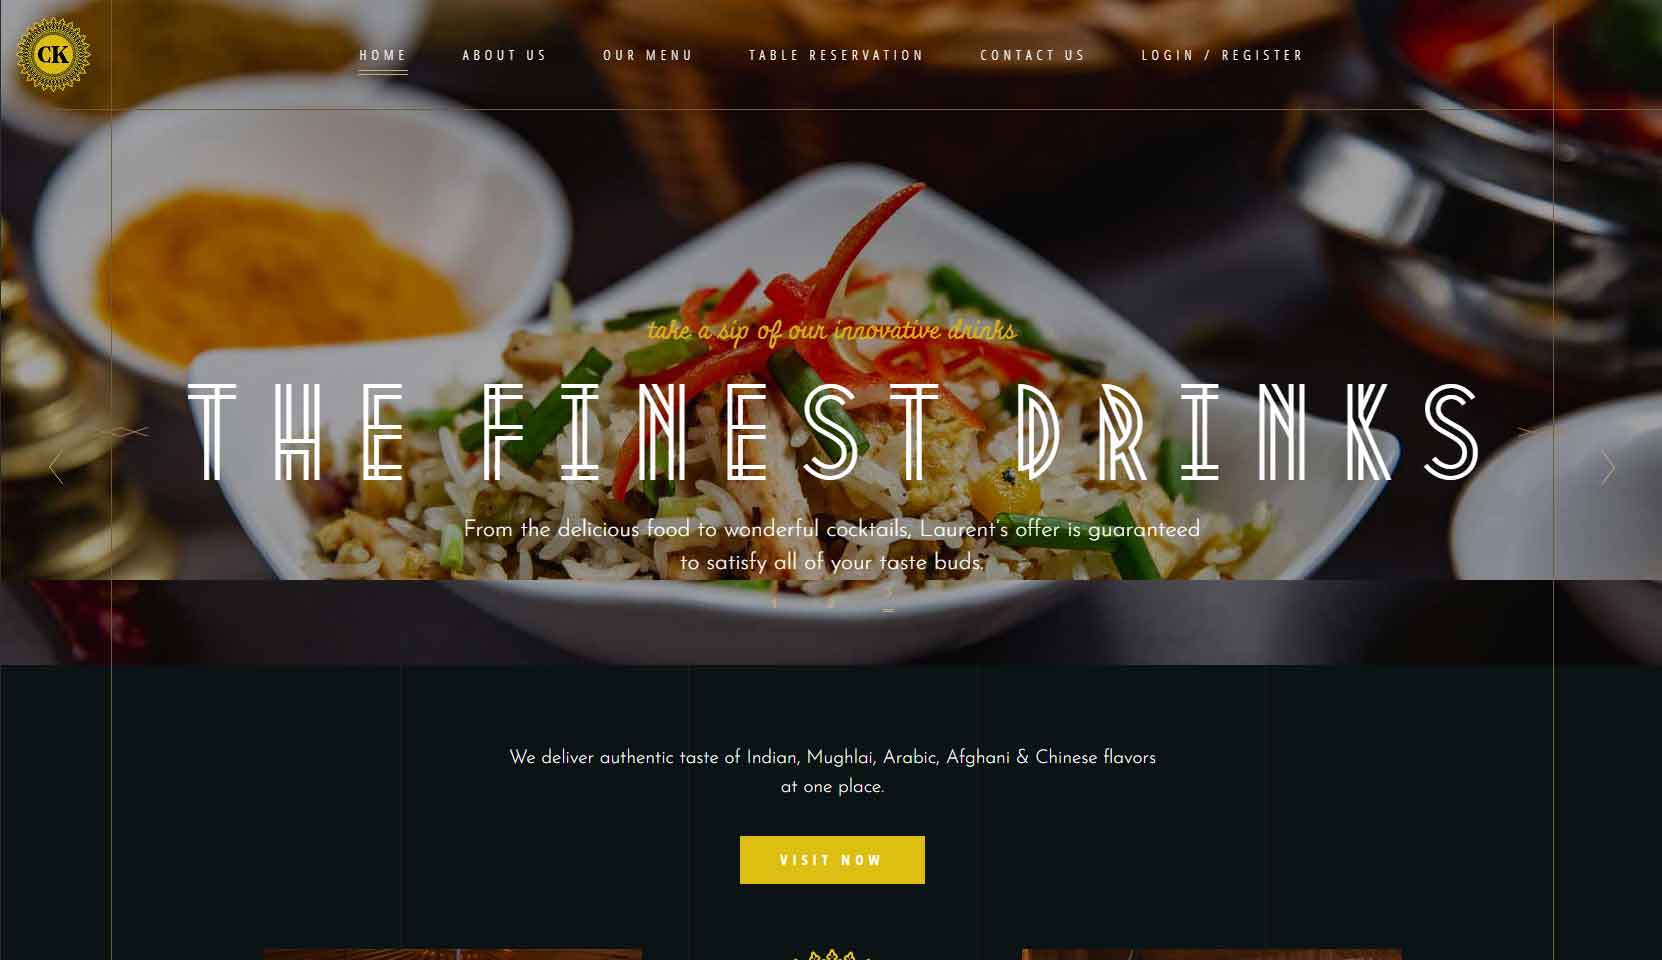 CK
HOME ABOUT US OUR MENU TABLE RESERVATION CONTACT US LOGIN / REGISTER
take a sip of our innovative drinks
THE FINEST DRINKS
From the delicious food to wonderful cocktails, Laurent's offer is guaranteed
to satisfy all of your taste buds.
1 2 3
We deliver authentic taste of Indian, Mughlai, Arabic, Afghani & Chinese flavors
at one place.
VISIT NOW